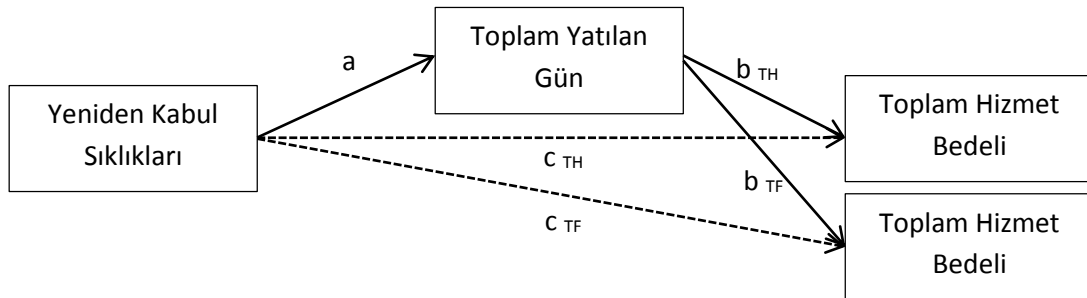 Toplam Yatılan
Gün
a
b TH
Yeniden Kabul
Sıklıkları
Toplam Hizmet
Bedeli
c TH
b TF
c TF
Toplam Hizmet
Bedeli